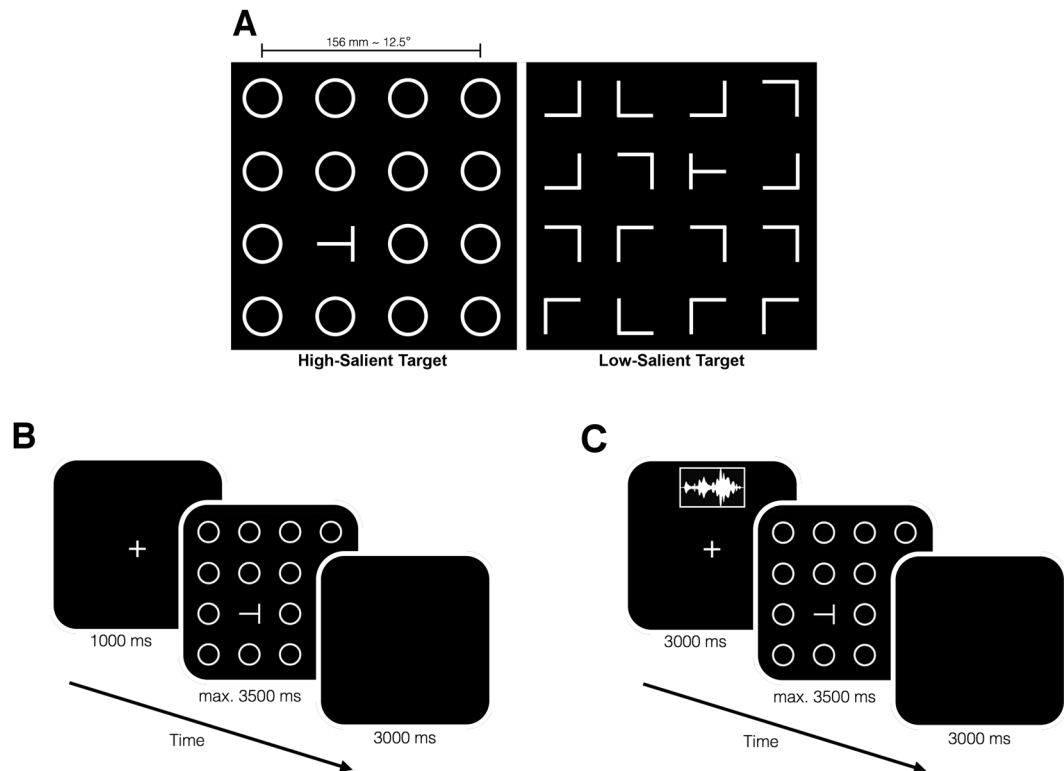 A
156 mm ~ 12.5°
High-Salient Target
Low-Salient Target
B
1000 ms
max. 3500 ms
3000 ms
Time
C
3000 ms
max. 3500 ms
3000 ms
Time